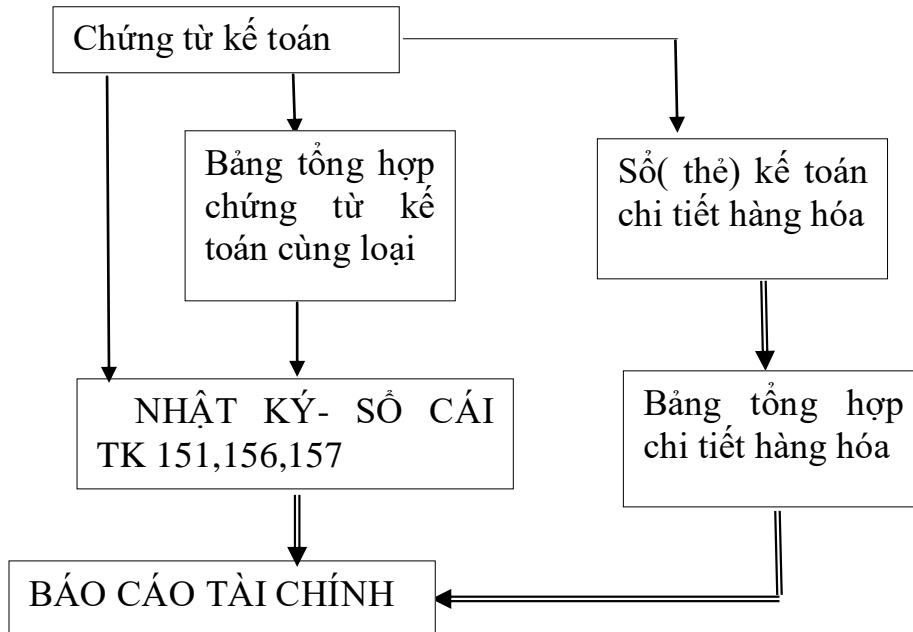 Chứng từ kế toán
Bảng tổng hợp
chứng từ kế
toán cùng loại
Sổ( thẻ) kế toán
chi tiết hàng hóa
NHẬT KÝ- SỔ CÁI
TK 151,156,157
Bảng tổng hợp
chi tiết hàng hóa
BÁO CÁO TÀI CHÍNH